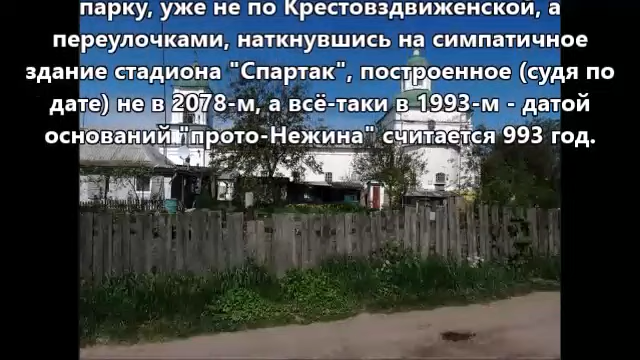 парку, уже не по Крестовздвиженской, а
переулочками, наткнувшись на симпатичное
здание стадиона "Спартак", построенное (судя по
дате) не в 2078-м, а всё-таки в 1993-м - датой
оснований "прото-Нежина" считается 993 год.